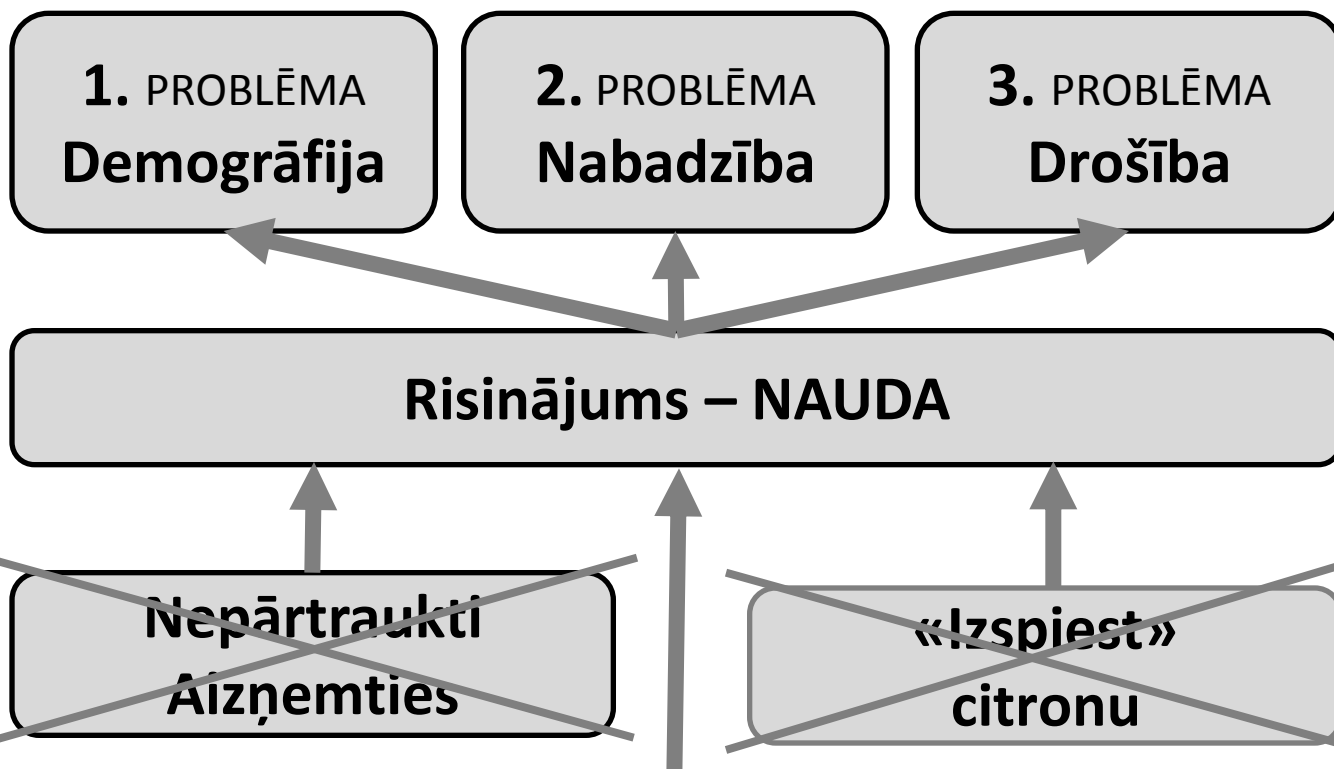 1. PROBLĒMA
Demogrāfija
2. PROBLĒMA
Nabadzība
3. PROBLĒMA
Drošība
Risinājums – NAUDA
Nepārtraukti
Aizņemties
«Izspiest»
citronu